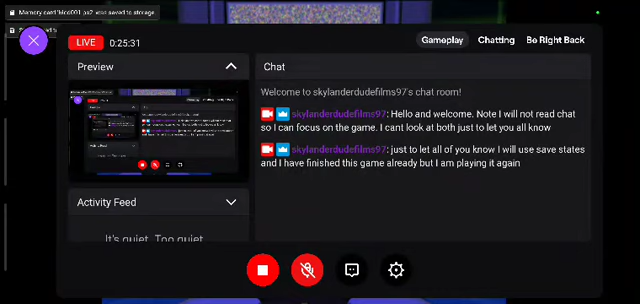 LIVE
0:25:31
Gameplay
Chatting
Be Right Back
Preview
Chat
Welcome to skylanderdudefilms97's chat room!
skylanderdudefilms97: Hello and welcome. Note I will not read chat
so I can focus on the game. I cant look at both just to let you all know
skylanderdudefilms97: just to let all of you know I will use save states
and I have finished this game already but I am playing it again
Activity Feed
It's quiet. Too quiet